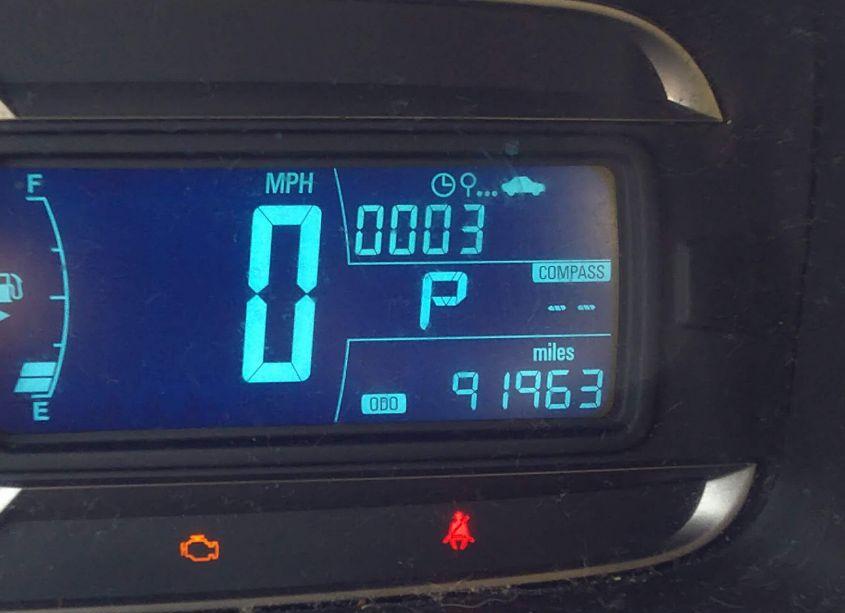 F
MPH
0003
0
P
COMPASS
-- --
miles
E
ODO
91963